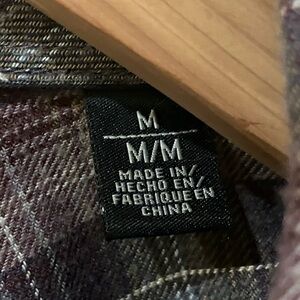 M
M/M
MADE IN/
HECHO EN/
FABRIQUE EN
CHINA